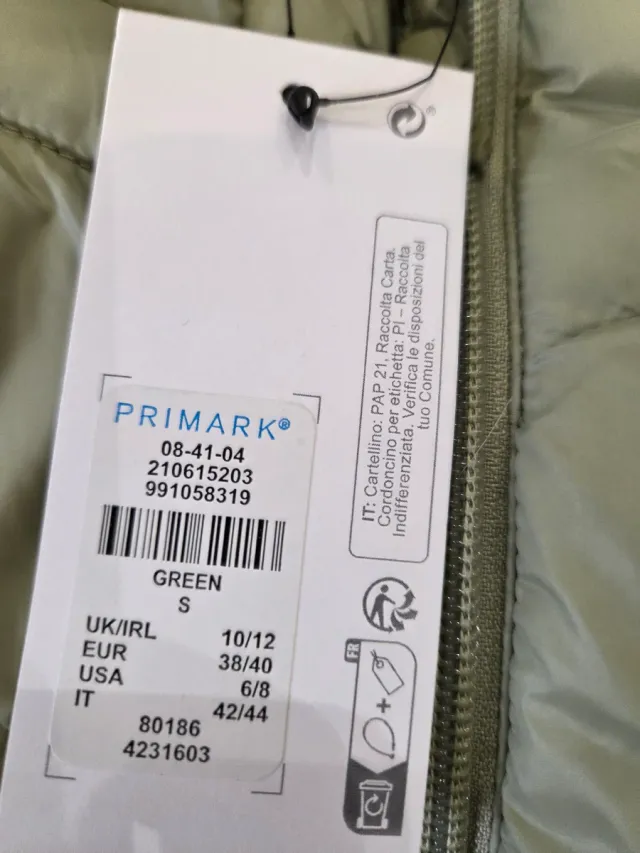 PRIMARK®
08-41-04
210615203
991058319
GREEN
S
UK/IRL 10/12
EUR 38/40
USA 6/8
IT 42/44
80186
4231603
IT: Cartellino: PAP 21, Raccolta Carta.
Cordoncino per etichetta: PI – Raccolta
Indifferenziata. Verifica le disposizioni del
tuo Comune.
FR
+